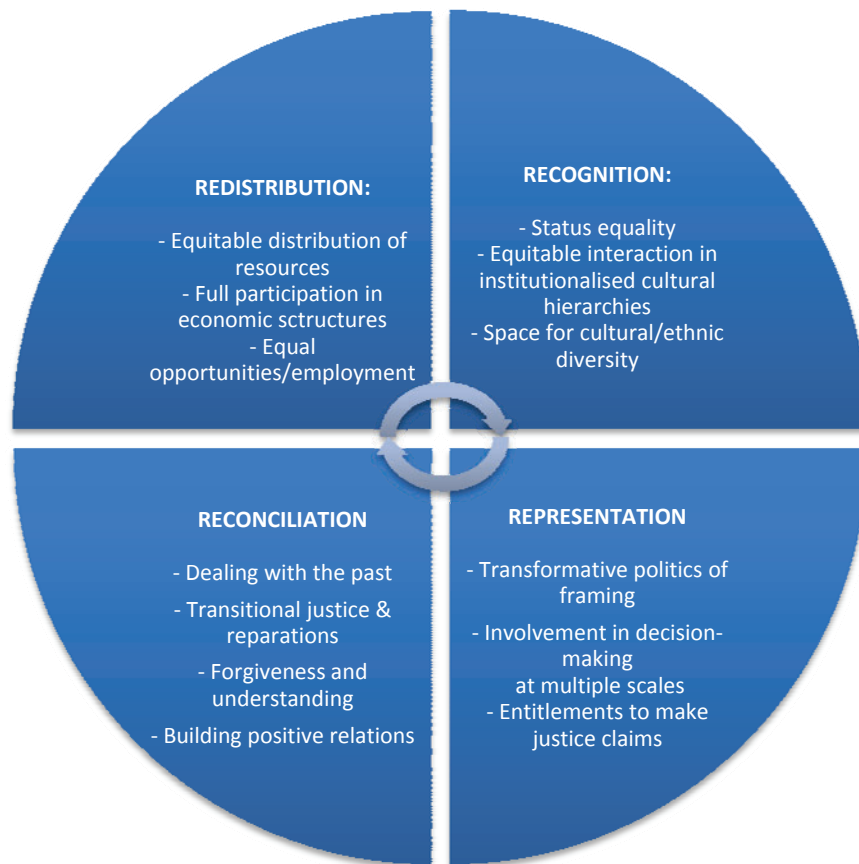 REDISTRIBUTION:
- Equitable distribution of
resources
- Full participation in
economic sctructures
- Equal
opportunities/employment
RECOGNITION:
- Status equality
- Equitable interaction in
institutionalised cultural
hierarchies
- Space for cultural/ethnic
diversity
RECONCILIATION
- Dealing with the past
- Transitional justice &
reparations
- Forgiveness and
understanding
- Building positive relations
REPRESENTATION
- Transformative politics of
framing
- Involvement in decision-
making
at multiple scales
- Entitlements to make
justice claims